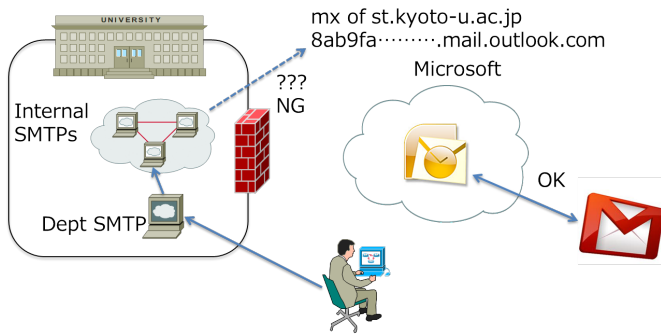 UNIVERSITY
mx of st.kyoto-u.ac.jp
8ab9fa……….mail.outlook.com
Microsoft
???
NG
Internal
SMTPs
OK
Dept SMTP